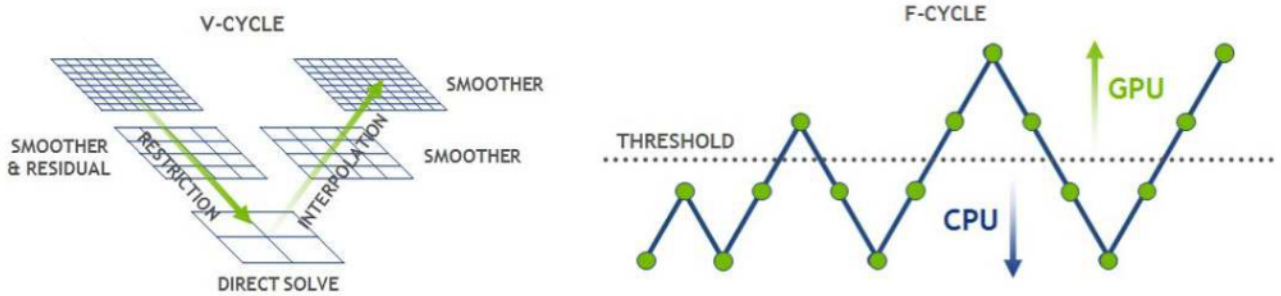 V-CYCLE
SMOOTHER
SMOOTHER
& RESIDUAL
RESTRICTION
INTERPOLATION
SMOOTHER
DIRECT SOLVE
F-CYCLE
THRESHOLD
GPU
CPU